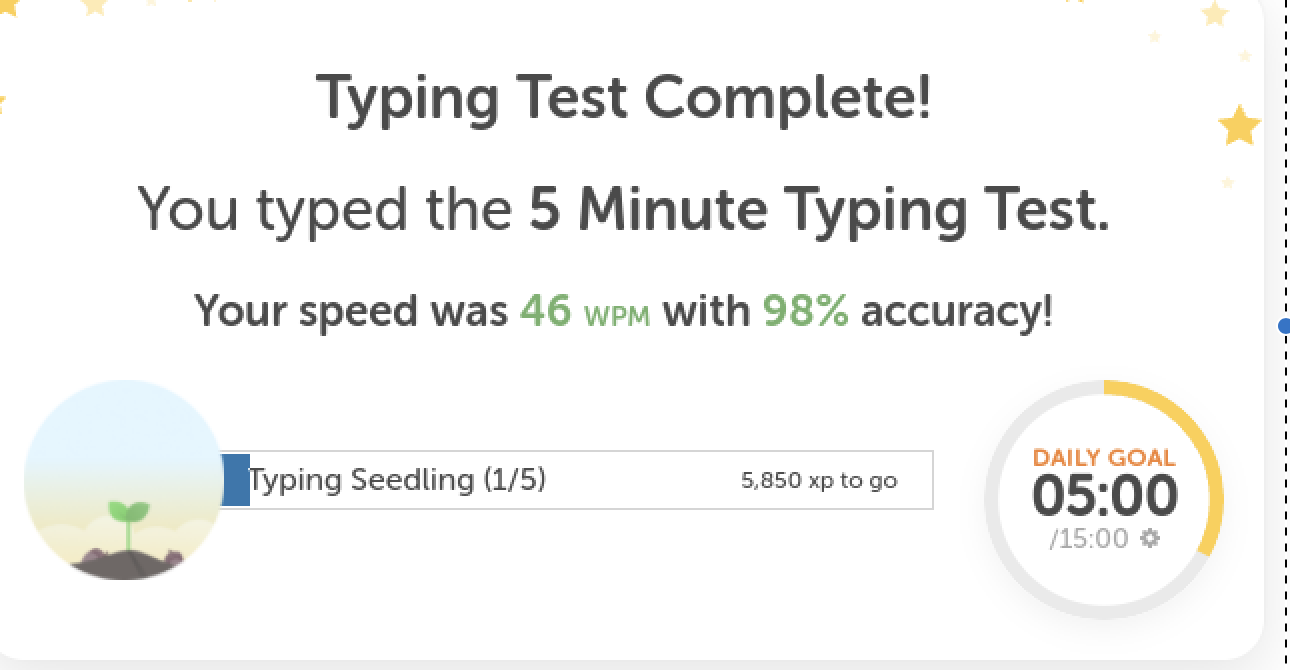 Typing Test Complete!
You typed the 5 Minute Typing Test.
Your speed was 46 WPM with 98% accuracy!
Typing Seedling (1/5)
5,850 xp to go
DAILY GOAL
05:00
/15:00